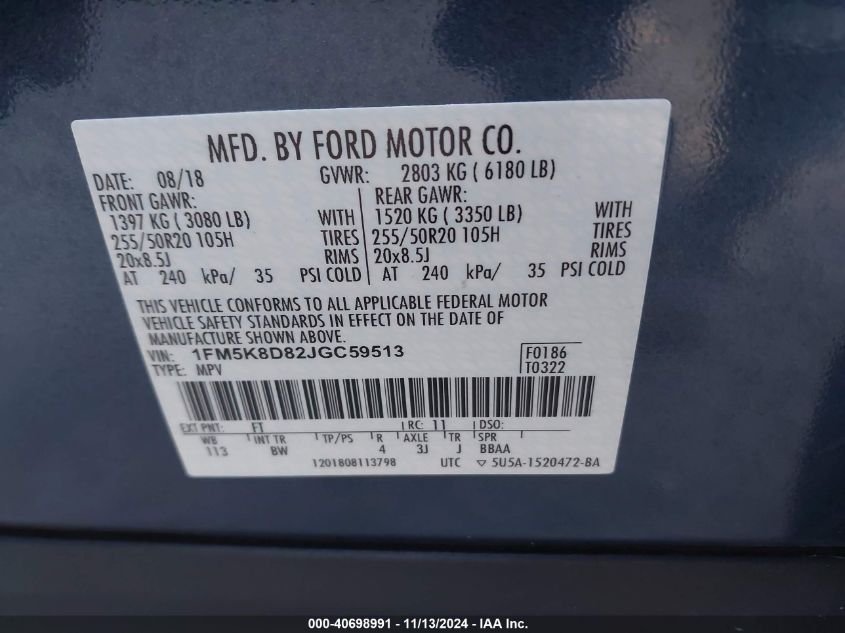 MFD. BY FORD MOTOR CO.
DATE: 08/18 GVWR: 2803 KG ( 6180 LB)
FRONT GAWR: REAR GAWR:
1397 KG ( 3080 LB) WITH 1520 KG ( 3350 LB) WITH
255/50R20 105H TIRES 255/50R20 105H TIRES
20x8.5J RIMS 20x8.5J RIMS
AT 240 kPa/ 35 PSI COLD AT 240 kPa/ 35 PSI COLD
THIS VEHICLE CONFORMS TO ALL APPLICABLE FEDERAL MOTOR
VEHICLE SAFETY STANDARDS IN EFFECT ON THE DATE OF
MANUFACTURE SHOWN ABOVE.
VIN: 1FM5K8D82JGC59513 F0186
TYPE: MPV T0322
EXT PNT: FT RC: 11 DSO:
WB INT TR TP/PS R AXLE TR SPR
113 BW 4 3J J BBAA
1201808113798 UTC ▽ 5U5A-1520472-BA
000-40698991 - 11/13/2024 - IAA Inc.